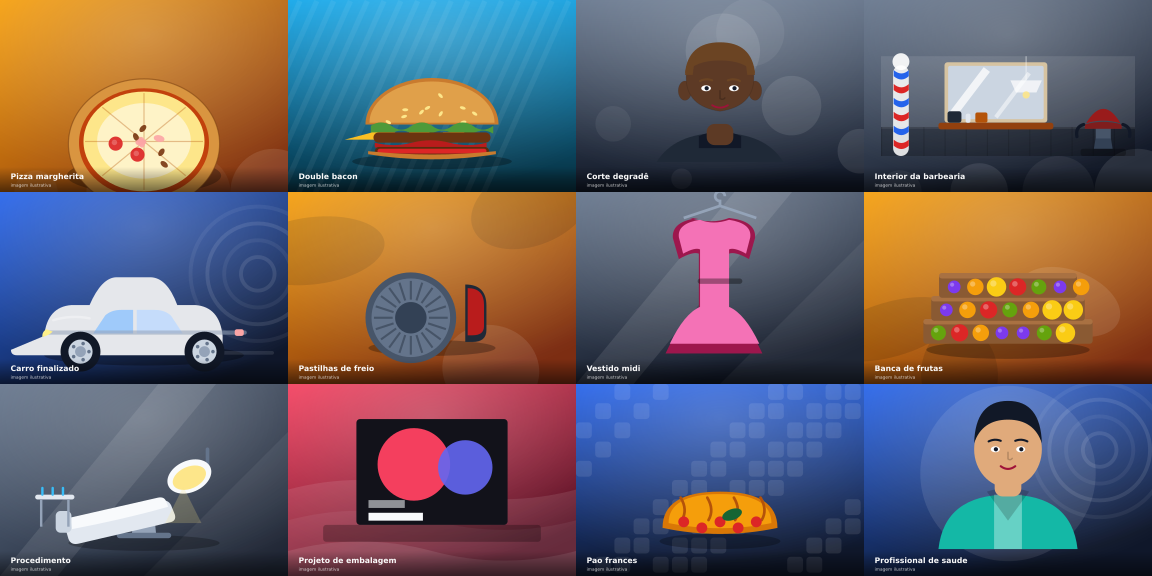 Pizza margherita
Imagem ilustrativa
Double bacon
Imagem ilustrativa
Corte degradê
Imagem ilustrativa
Interior da barbearia
Imagem ilustrativa
Carro finalizado
Imagem ilustrativa
Pastilhas de freio
Imagem ilustrativa
Vestido midi
Imagem ilustrativa
Banca de frutas
Imagem ilustrativa
Procedimento
Imagem ilustrativa
Projeto de embalagem
Imagem ilustrativa
Pao frances
Imagem ilustrativa
Profissional de saude
Imagem ilustrativa